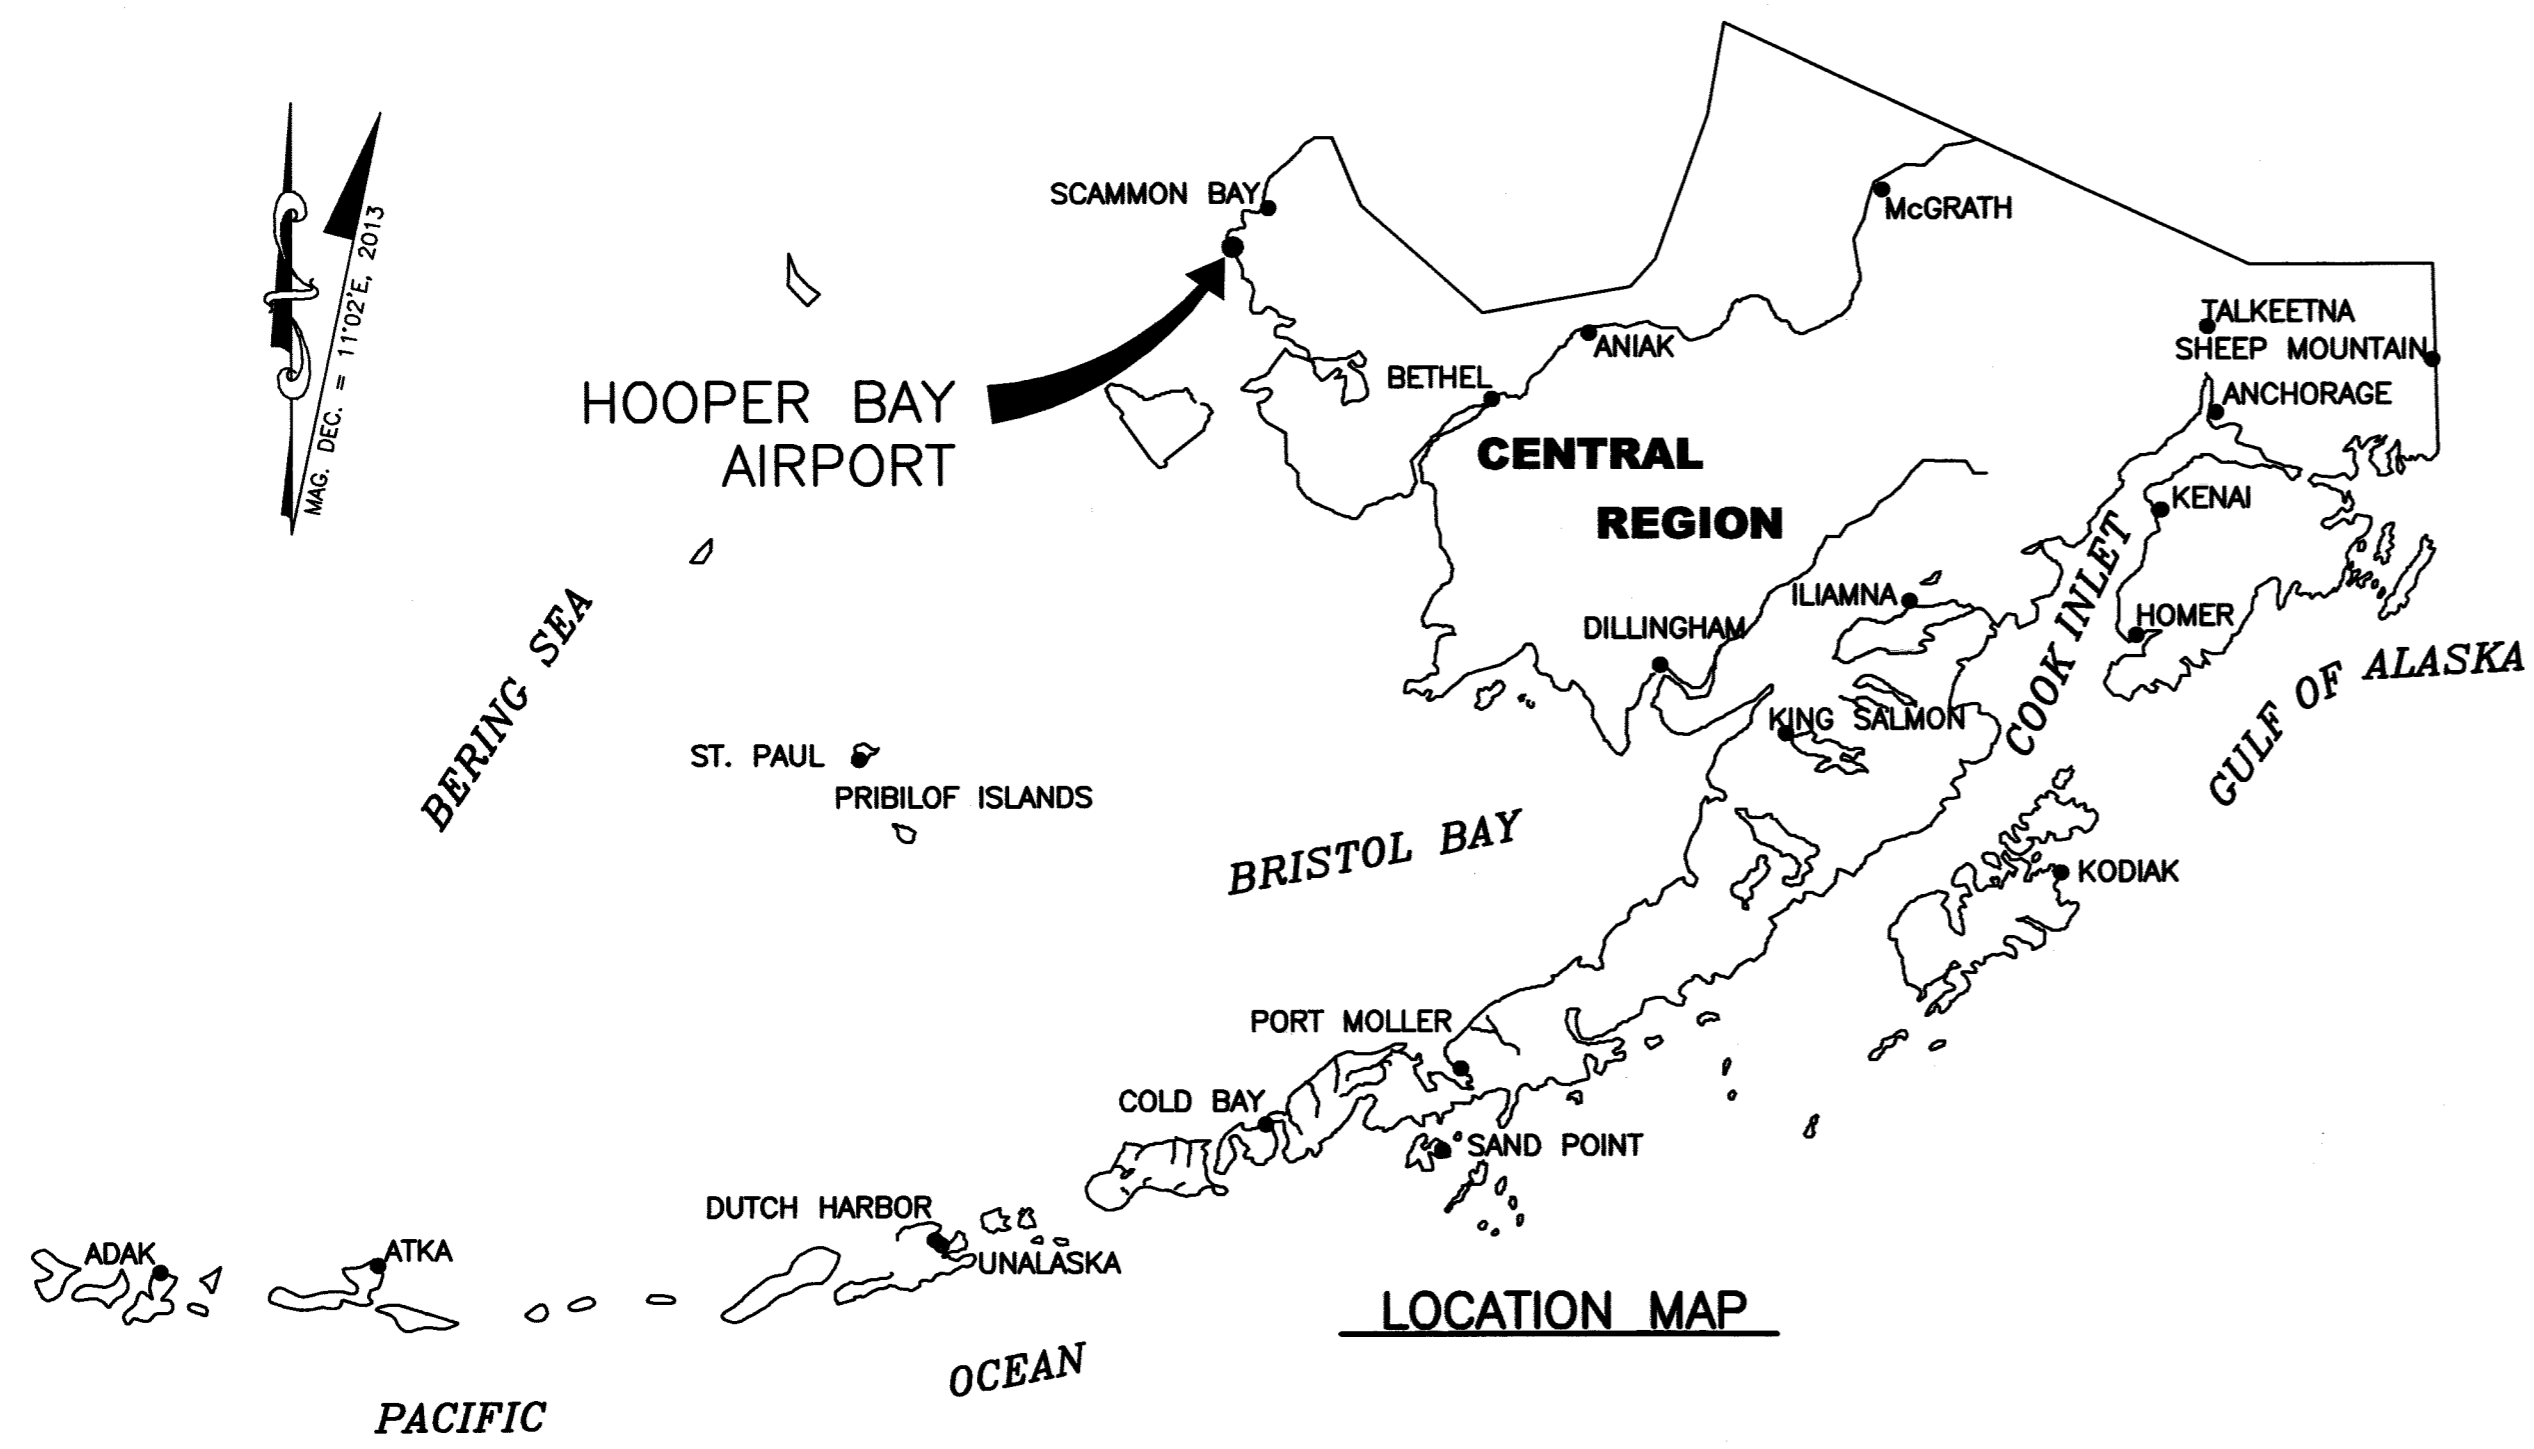 SCAMMON BAY
McGRATH
MAG. DEC. = 11°02'E, 2013
TALKEETNA
SHEEP MOUNTAIN
ANIAK
BETHEL
ANCHORAGE
HOOPER BAY
AIRPORT
CENTRAL
REGION
KENAI
COOK INLET
ILIAMNA
HOMER
DILLINGHAM
GULF OF ALASKA
BERING SEA
KING SALMON
ST. PAUL
PRIBILOF ISLANDS
BRISTOL BAY
KODIAK
PORT MOLLER
COLD BAY
SAND POINT
DUTCH HARBOR
ADAK
ATKA
UNALASKA
LOCATION MAP
PACIFIC
OCEAN